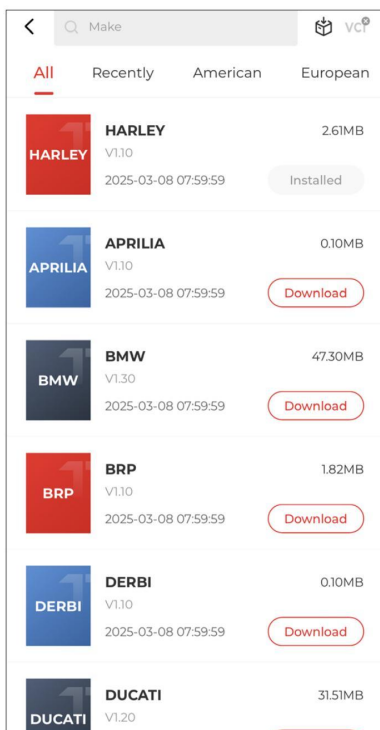 Make
VCI
All Recently American European
HARLEY
HARLEY
2.61MB
V1.10
2025-03-08 07:59:59
Installed
APRILIA
APRILIA
0.10MB
V1.10
2025-03-08 07:59:59
Download
BMW
BMW
47.30MB
V1.30
2025-03-08 07:59:59
Download
BRP
BRP
1.82MB
V1.10
2025-03-08 07:59:59
Download
DERBI
DERBI
0.10MB
V1.10
2025-03-08 07:59:59
Download
DUCATI
DUCATI
31.51MB
V1.20